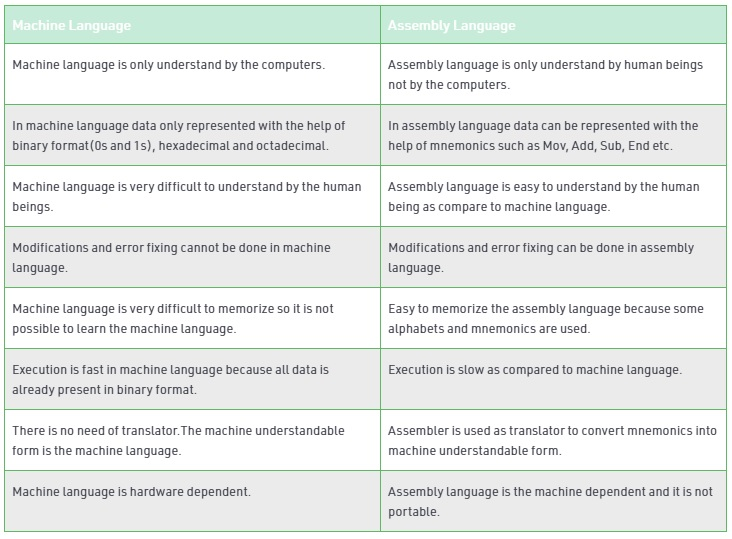 Machine Language
Assembly Language
Machine language is only understand by the computers.
Assembly language is only understand by human beings
not by the computers.
In machine language data only represented with the help of
binary format(0s and 1s), hexadecimal and octadecimal.
In assembly language data can be represented with the
help of mnemonics such as Mov, Add, Sub, End etc.
Machine language is very difficult to understand by the human
beings.
Assembly language is easy to understand by the human
being as compare to machine language.
Modifications and error fixing cannot be done in machine
language.
Modifications and error fixing can be done in assembly
language.
Machine language is very difficult to memorize so it is not
possible to learn the machine language.
Easy to memorize the assembly language because some
alphabets and mnemonics are used.
Execution is fast in machine language because all data is
already present in binary format.
Execution is slow as compared to machine language.
There is no need of translator.The machine understandable
form is the machine language.
Assembler is used as translator to convert mnemonics into
machine understandable form.
Machine language is hardware dependent.
Assembly language is the machine dependent and it is not
portable.